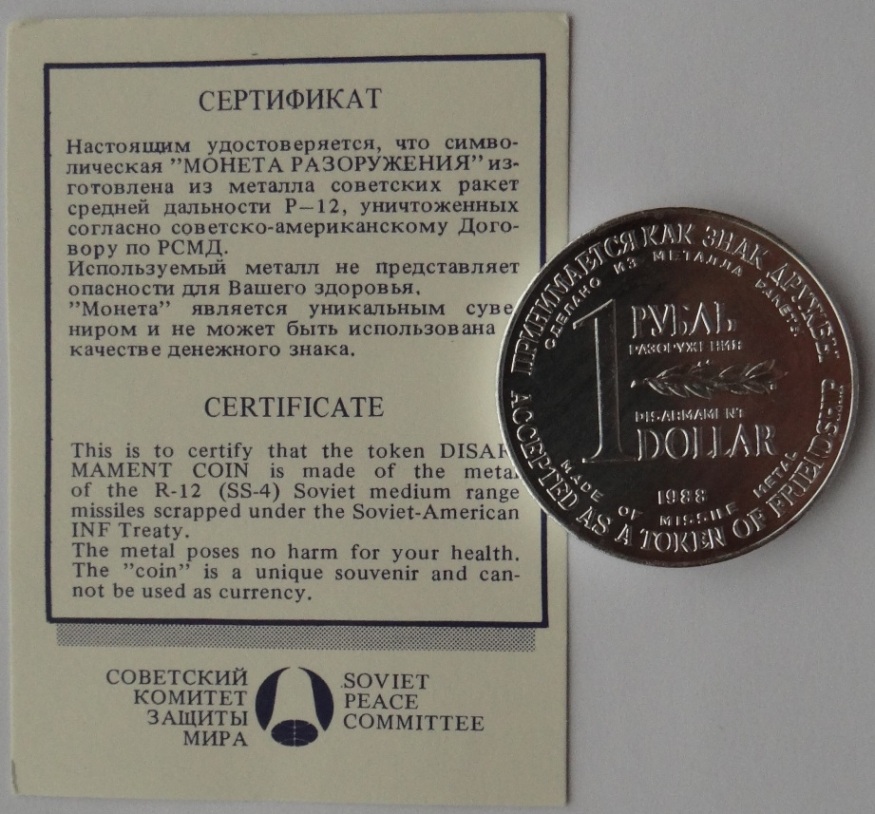 СЕРТИФИКАТ
Настоящим удостоверяется, что симво-
лическая "МОНЕТА РАЗОРУЖЕНИЯ" из-
готовлена из металла советских ракет
средней дальности Р—12, уничтоженных
согласно советско-американскому Дого-
вору по РСМД.
Используемый металл не представляет
опасности для Вашего здоровья.
"Монета" является уникальным суве
ниром и не может быть использована
качестве денежного знака.
CERTIFICATE
This is to certify that the token DISAR
MAMENT COIN is made of the metal
of the R-12 (SS-4) Soviet medium range
missiles scrapped under the Soviet-American
INF Treaty.
The metal poses no harm for your health.
The "coin" is a unique souvenir and can-
not be used as currency.
СОВЕТСКИЙ
КОМИТЕТ
ЗАЩИТЫ
МИРА
SOVIET
PEACE
COMMITTEE
ПРИНИМАЕТСЯ КАК ЗНАК ДРУЖБЫ
СДЕЛАНО ИЗ МЕТАЛЛА РАКЕТЫ
1 РУБЛЬ
РАЗОРУЖЕНИЯ
DISARMAMENT
DOLLAR
1988
MADE OF MISSILE METAL
ACCEPTED AS A TOKEN OF FRIENDSHIP